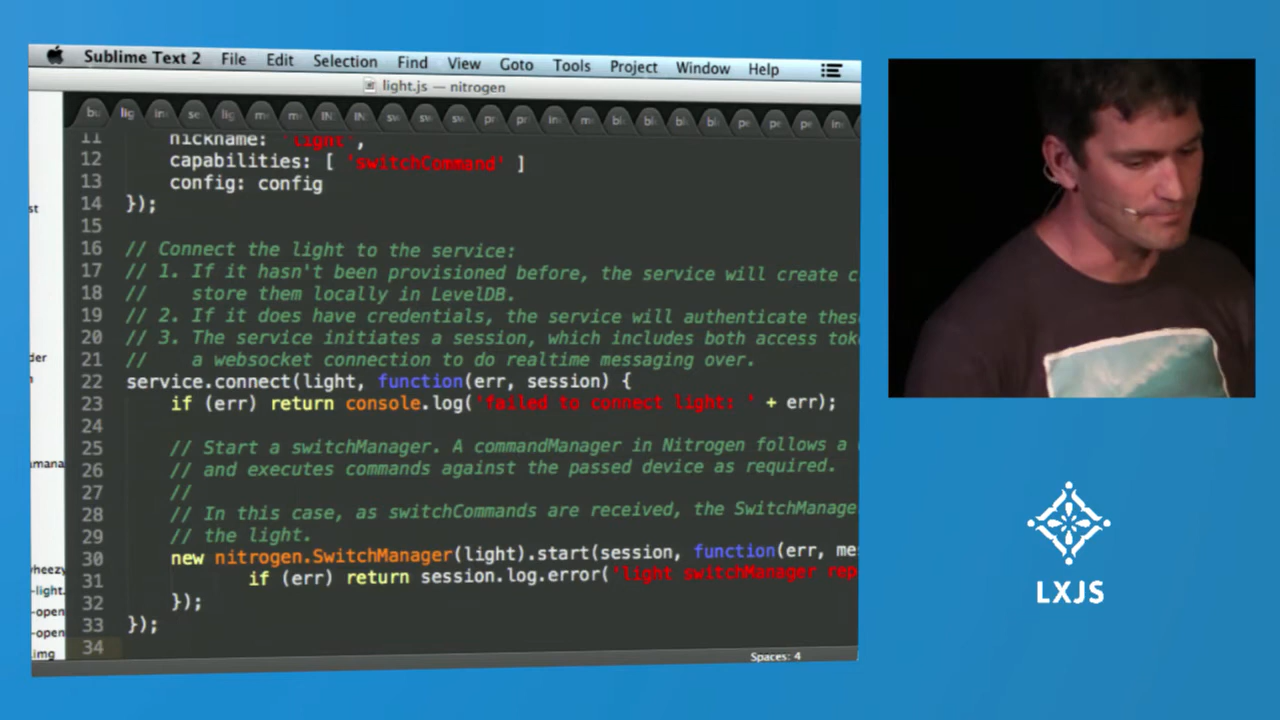 Sublime Text 2 File Edit Selection Find View Goto Tools Project Window Help
light.js — nitrogen
11 nickname: 'light',
12 capabilities: [ 'switchCommand' ]
13 config: config
14 });
15
16 // Connect the light to the service:
17 // 1. If it hasn't been provisioned before, the service will create
18 // store them locally in LevelDB.
19 // 2. If it does have credentials, the service will authenticate
20 // 3. The service initiates a session, which includes both access
21 // a websocket connection to do realtime messaging over.
22 service.connect(light, function(err, session) {
23 if (err) return console.log('failed to connect light: ' + err);
24
25 // Start a switchManager. A commandManager in Nitrogen follows a
26 // and executes commands against the passed device as required.
27 //
28 // In this case, as switchCommands are received, the SwitchManage
29 // the light.
30 new nitrogen.SwitchManager(light).start(session, function(err, me
31 if (err) return session.log.error('light switchManager rep
32 });
33 });
34
Spaces: 4
st
der
amana
wheezy
-light.
-open
-open
.img
LXJS